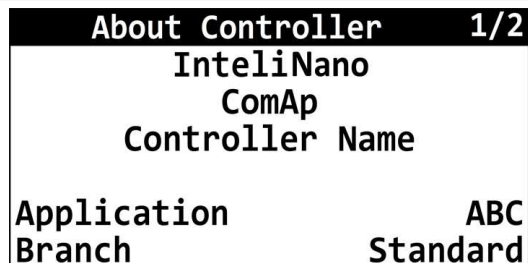 About Controller 1/2
InteliNano
ComAp
Controller Name
Application ABC
Branch Standard